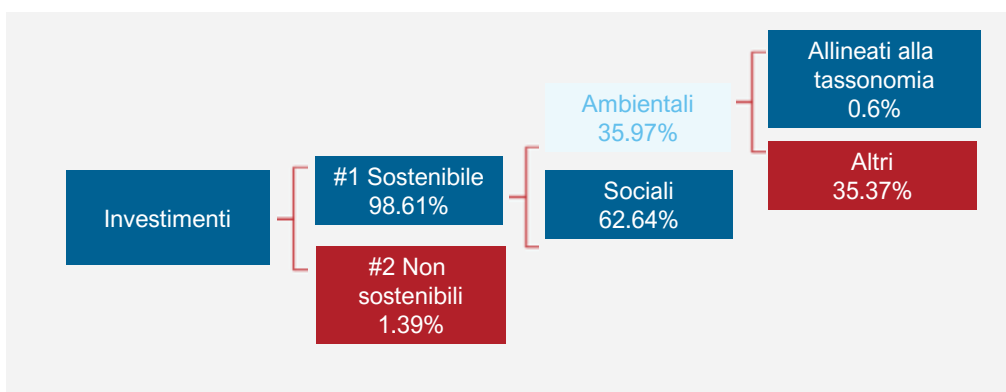 Investimenti
#1 Sostenibile
98.61%
#2 Non
sostenibili
1.39%
Ambientali
35.97%
Sociali
62.64%
Allineati alla
tassonomia
0.6%
Altri
35.37%